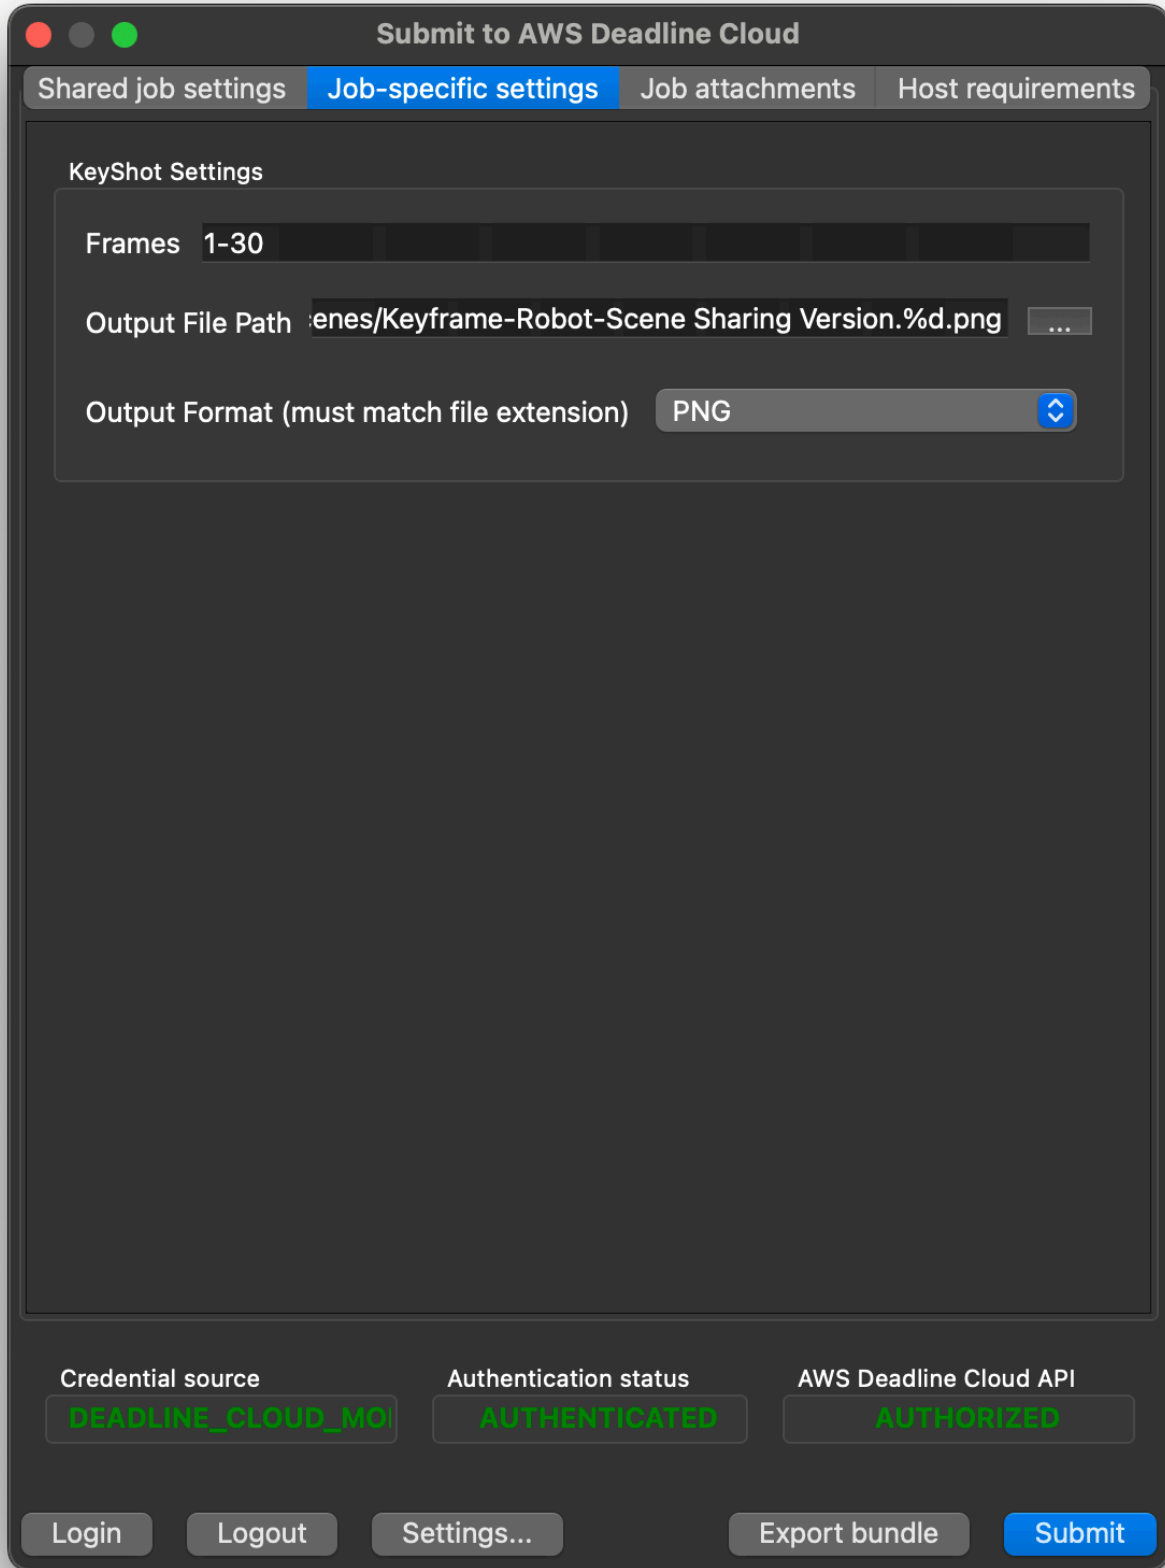 Submit to AWS Deadline Cloud
Shared job settings Job-specific settings Job attachments Host requirements
KeyShot Settings
Frames 1-30
Output File Path enes/Keyframe-Robot-Scene Sharing Version.%d.png ...
Output Format (must match file extension) PNG
Credential source Authentication status AWS Deadline Cloud API
DEADLINE_CLOUD_MO AUTHENTICATED AUTHORIZED
Login Logout Settings... Export bundle Submit